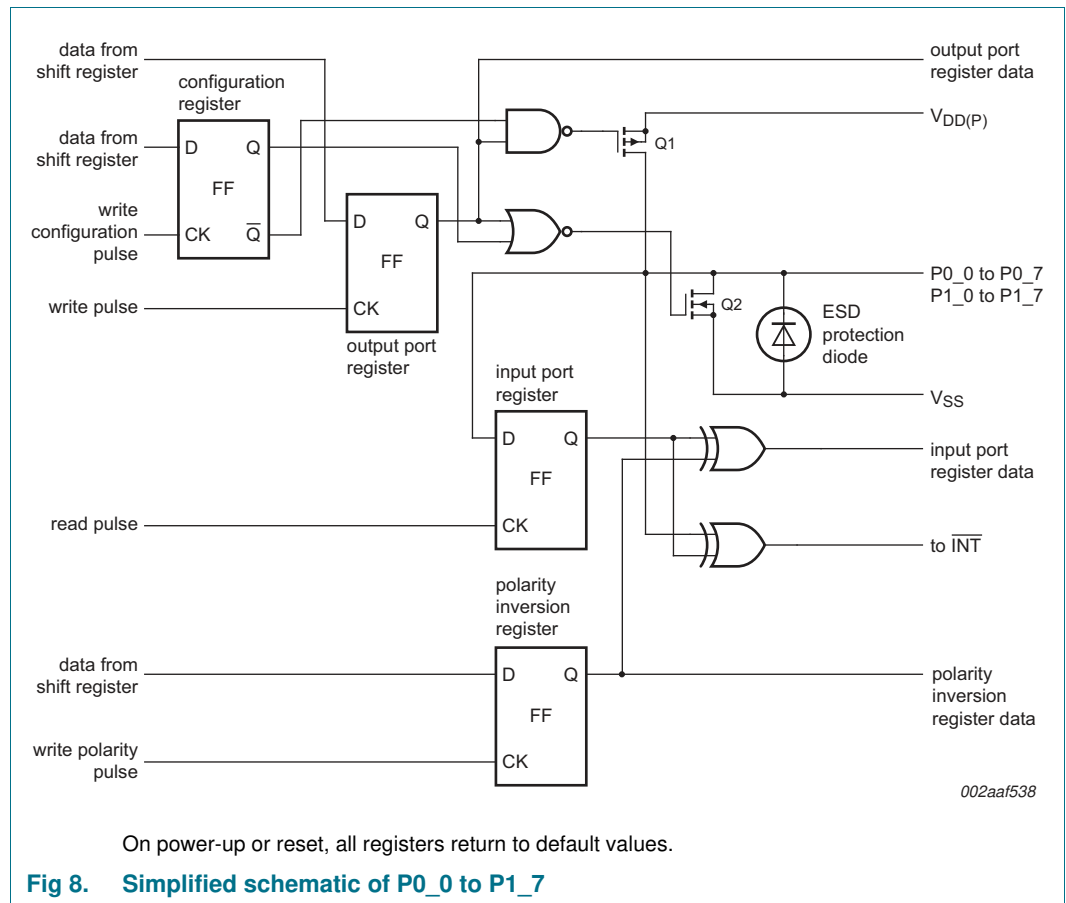 data from
shift register
configuration
register
data from
shift register
write
configuration
pulse
D
Q
FF
CK
Q̅
write pulse
D
Q
FF
CK
output port
register
output port
register data
V_DD(P)
Q1
P0_0 to P0_7
P1_0 to P1_7
Q2
ESD
protection
diode
V_SS
input port
register
D
Q
FF
CK
read pulse
input port
register data
to I̅N̅T̅
polarity
inversion
register
data from
shift register
D
Q
FF
CK
write polarity
pulse
polarity
inversion
register data
002aaf538
On power-up or reset, all registers return to default values.
Fig 8. Simplified schematic of P0_0 to P1_7